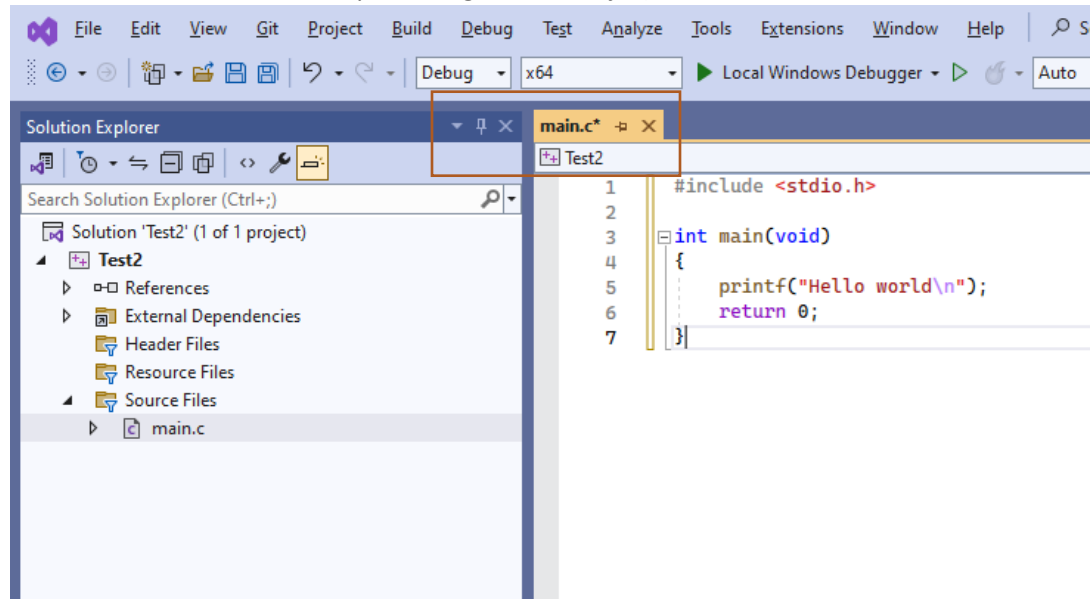 File Edit View Git Project Build Debug Test Analyze Tools Extensions Window Help
Debug x64 Local Windows Debugger Auto
Solution Explorer
main.c*
Test2
Search Solution Explorer (Ctrl+;)
Solution 'Test2' (1 of 1 project)
Test2
References
External Dependencies
Header Files
Resource Files
Source Files
main.c
1 #include <stdio.h>
2
3 int main(void)
4 {
5 printf("Hello world\n");
6 return 0;
7 }